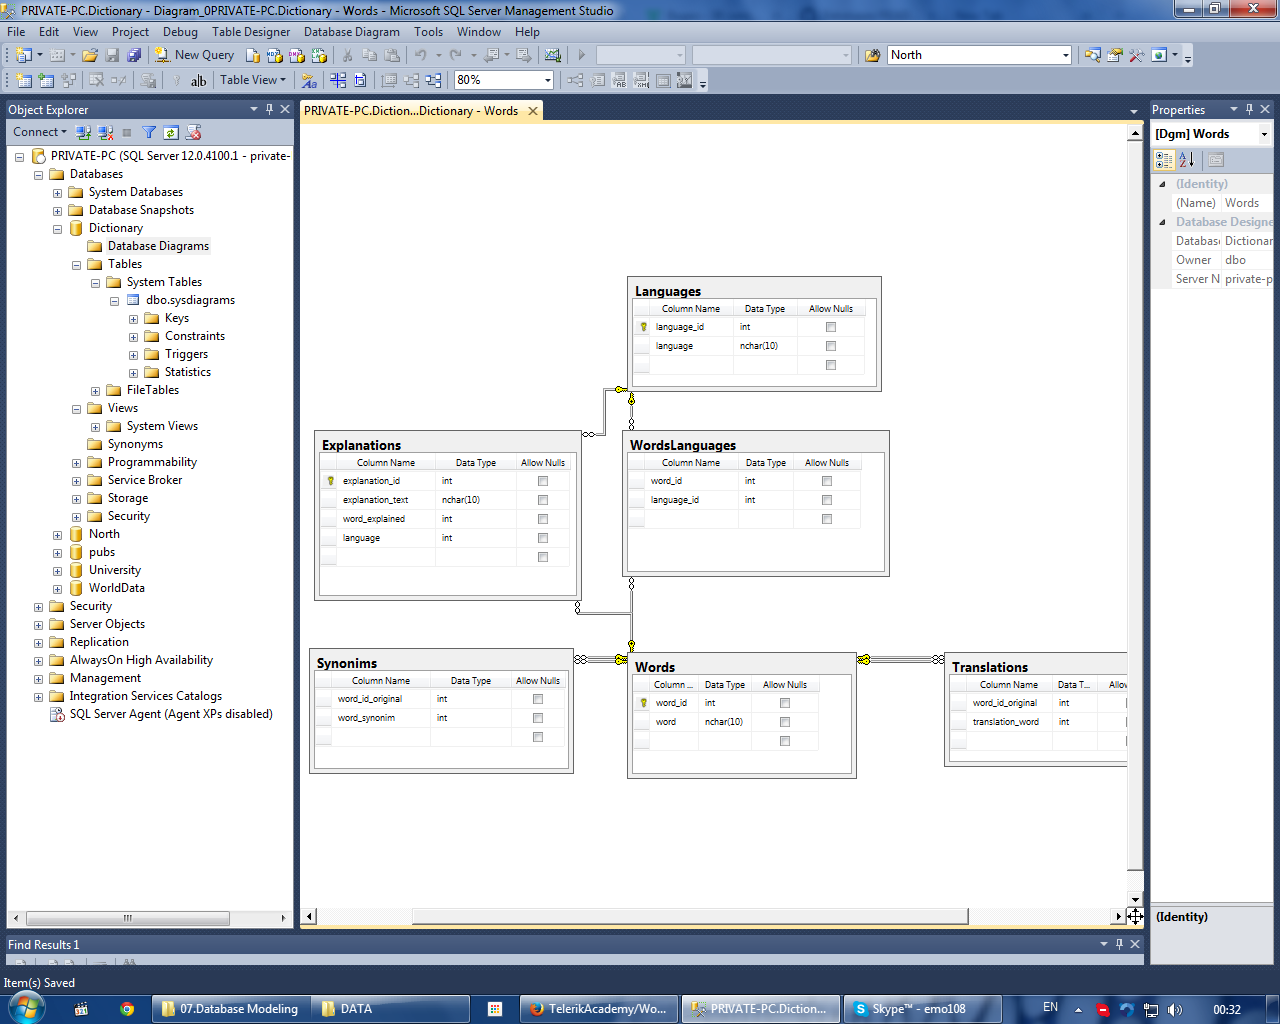 PRIVATE-PC.Dictionary - Diagram_0PRIVATE-PC.Dictionary - Words - Microsoft SQL Server Management Studio
File Edit View Project Debug Table Designer Database Diagram Tools Window Help
New Query North
ab Table View 80%
Object Explorer
Connect
PRIVATE-PC (SQL Server 12.0.4100.1 - private-
Databases
System Databases
Database Snapshots
Dictionary
Database Diagrams
Tables
System Tables
dbo.sysdiagrams
Keys
Constraints
Triggers
Statistics
FileTables
Views
System Views
Synonyms
Programmability
Service Broker
Storage
Security
North
pubs
University
WorldData
Security
Server Objects
Replication
AlwaysOn High Availability
Management
Integration Services Catalogs
SQL Server Agent (Agent XPs disabled)
PRIVATE-PC.Diction...Dictionary - Words
Languages
Column Name Data Type Allow Nulls
language_id int
language nchar(10)
Explanations
Column Name Data Type Allow Nulls
explanation_id int
explanation_text nchar(10)
word_explained int
language int
WordsLanguages
Column Name Data Type Allow Nulls
word_id int
language_id int
Synonims
Column Name Data Type Allow Nulls
word_id_original int
word_synonim int
Words
Column ... Data Type Allow Nulls
word_id int
word nchar(10)
Translations
Column Name Data T... Allow
word_id_original int
translation_word int
Properties
[Dgm] Words
(Identity)
(Name) Words
Database Designe
Databas Dictionar
Owner dbo
Server N private-p
(Identity)
Find Results 1
Item(s) Saved
07.Database Modeling
DATA
TelerikAcademy/Wo...
PRIVATE-PC.Diction...
Skype™ - emo108
EN
00:32